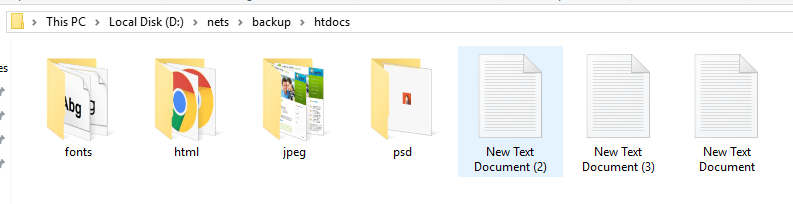 This PC > Local Disk (D:) > nets > backup > htdocs
es
Abg
fonts
html
jpeg
psd
New Text
Document (2)
New Text
Document (3)
New Text
Document